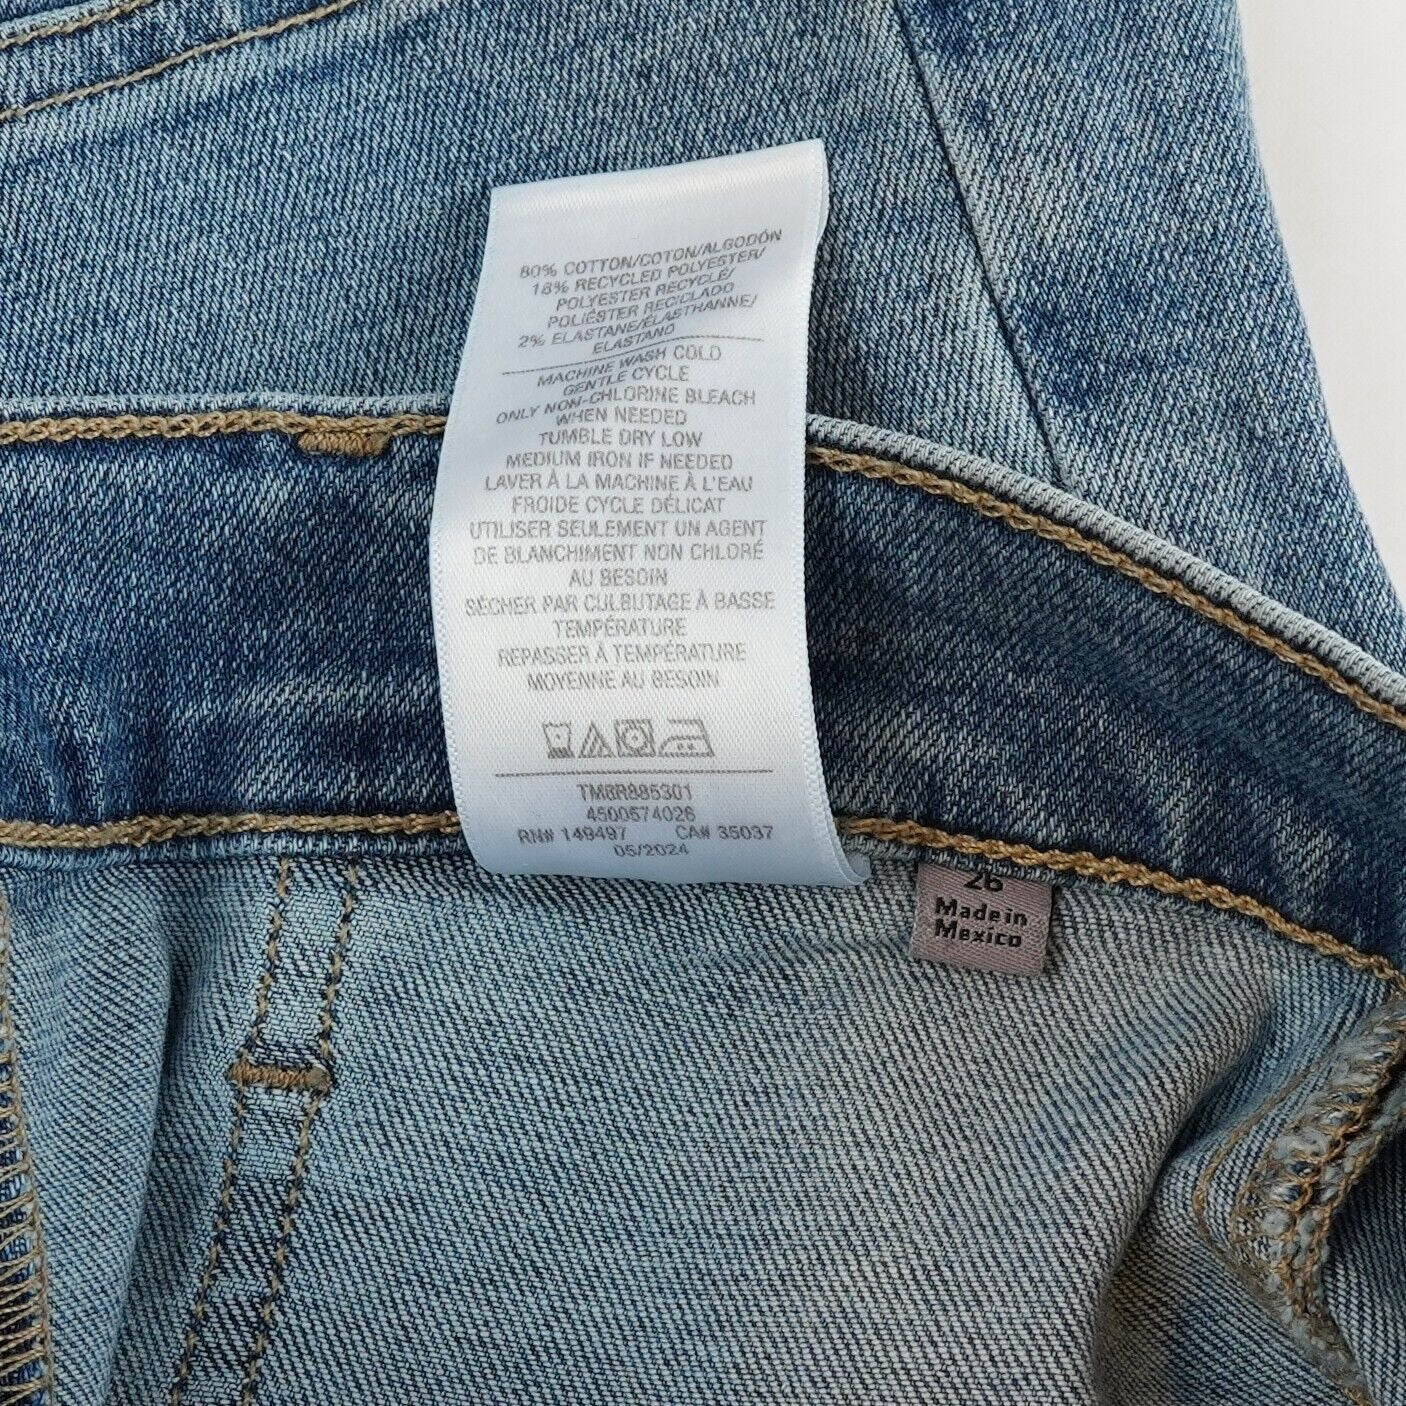 80% COTTON/COTON/ALGODÓN
18% RECYCLED POLYESTER/
POLYESTER RECYCLÉ/
POLIÉSTER RECICLADO
2% ELASTANE/ÉLASTHANNE/
ELASTANO
MACHINE WASH COLD
GENTLE CYCLE
ONLY NON-CHLORINE BLEACH
WHEN NEEDED
TUMBLE DRY LOW
MEDIUM IRON IF NEEDED
LAVER À LA MACHINE À L'EAU
FROIDE CYCLE DÉLICAT
UTILISER SEULEMENT UN AGENT
DE BLANCHIMENT NON CHLORÉ
AU BESOIN
SÉCHER PAR CULBUTAGE À BASSE
TEMPÉRATURE
REPASSER À TEMPÉRATURE
MOYENNE AU BESOIN
TM8R885301
4500574026
RN# 149497 CA# 35037
05/2024
26
Made in
Mexico